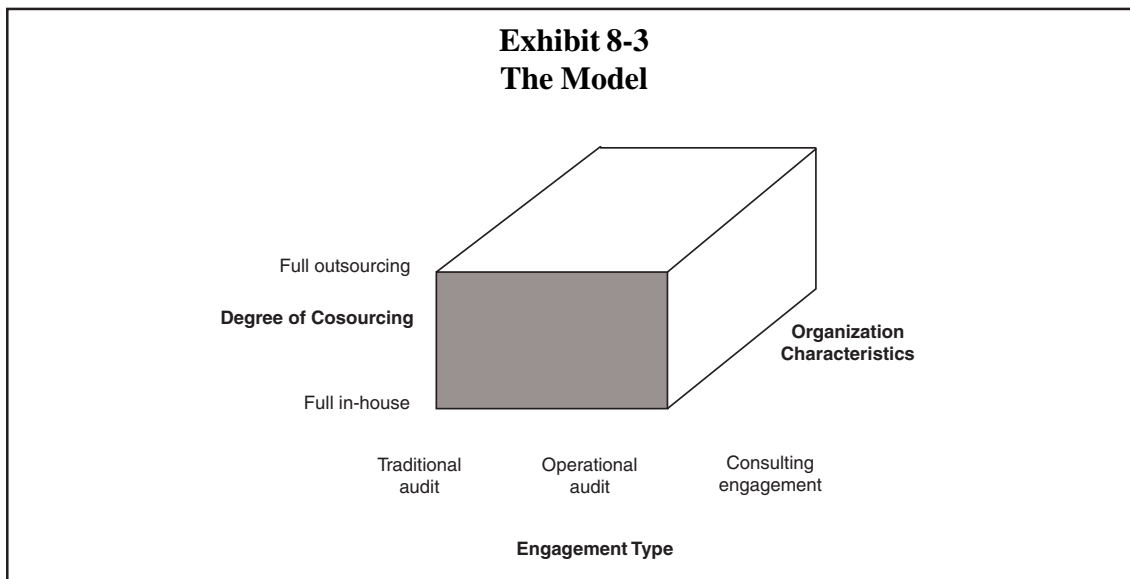 Exhibit 8-3
The Model
Full outsourcing
Degree of Cosourcing
Organization
Characteristics
Full in-house
Traditional
audit
Operational
audit
Consulting
engagement
Engagement Type